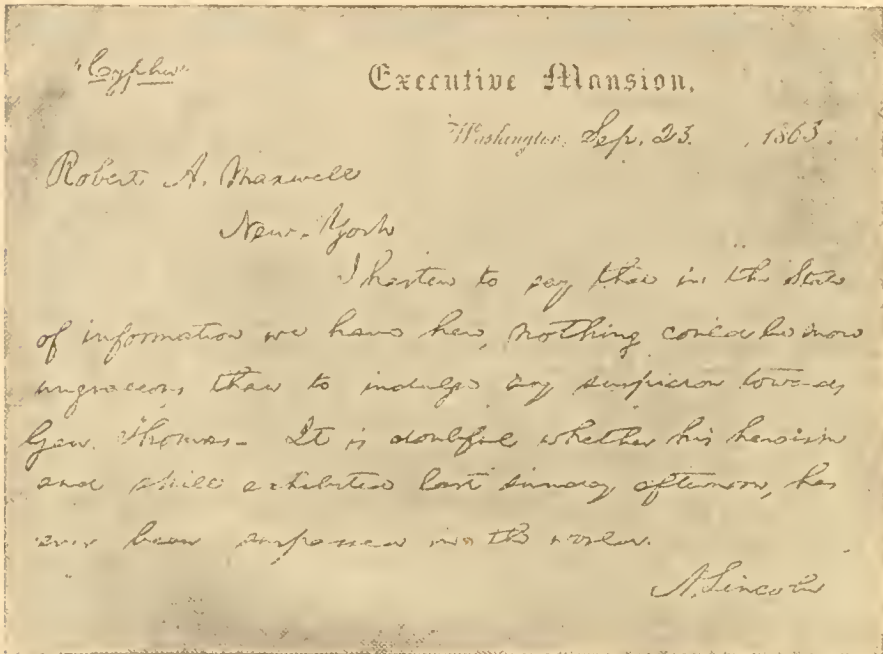 "Cypher"
Executive Mansion,
Washington, Sep. 23. , 1863.
Robert A. Maxwell
New-York
I hasten to say that in the State
of information we have here, nothing could be more
ungracious than to indulge any suspicion towards
Gen. Thomas- It is doubtful whether his heroism
and skill exhibited last sunday afternoon, has
ever been surpassed in the world.
A. Lincoln